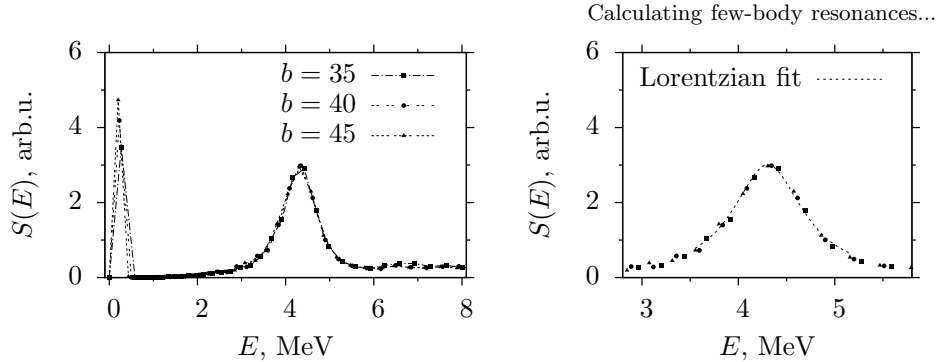 Calculating few-body resonances...
S(E), arb.u.
6
4
2
0
b = 35
b = 40
b = 45
0 2 4 6 8
E, MeV
S(E), arb.u.
6
4
2
0
Lorentzian fit
3 4 5
E, MeV